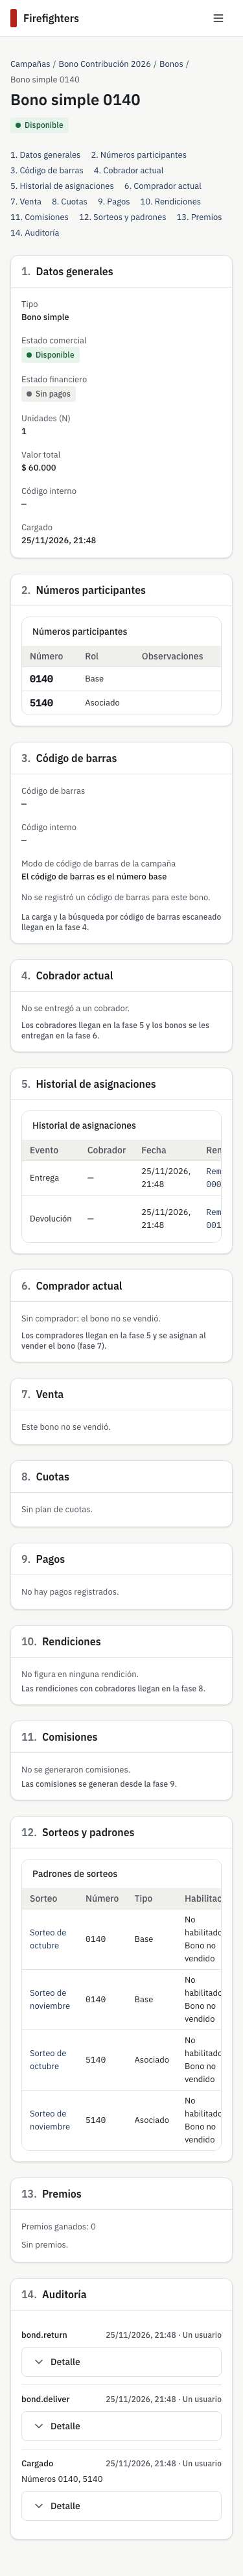 Firefighters
Campañas / Bono Contribución 2026 / Bonos /
Bono simple 0140
Bono simple 0140
Disponible
1. Datos generales 2. Números participantes
3. Código de barras 4. Cobrador actual
5. Historial de asignaciones 6. Comprador actual
7. Venta 8. Cuotas 9. Pagos 10. Rendiciones
11. Comisiones 12. Sorteos y padrones 13. Premios
14. Auditoría
1. Datos generales
Tipo
Bono simple
Estado comercial
Disponible
Estado financiero
Sin pagos
Unidades (N)
1
Valor total
$ 60.000
Código interno
—
Cargado
25/11/2026, 21:48
2. Números participantes
Números participantes
Número Rol Observaciones
0140 Base
5140 Asociado
3. Código de barras
Código de barras
—
Código interno
—
Modo de código de barras de la campaña
El código de barras es el número base
No se registró un código de barras para este bono.
La carga y la búsqueda por código de barras escaneado
llegan en la fase 4.
4. Cobrador actual
No se entregó a un cobrador.
Los cobradores llegan en la fase 5 y los bonos se les
entregan en la fase 6.
5. Historial de asignaciones
Historial de asignaciones
Evento Cobrador Fecha Ren
Entrega — 25/11/2026, 21:48 Rem 000
Devolución — 25/11/2026, 21:48 Rem 001
6. Comprador actual
Sin comprador: el bono no se vendió.
Los compradores llegan en la fase 5 y se asignan al
vender el bono (fase 7).
7. Venta
Este bono no se vendió.
8. Cuotas
Sin plan de cuotas.
9. Pagos
No hay pagos registrados.
10. Rendiciones
No figura en ninguna rendición.
Las rendiciones con cobradores llegan en la fase 8.
11. Comisiones
No se generaron comisiones.
Las comisiones se generan desde la fase 9.
12. Sorteos y padrones
Padrones de sorteos
Sorteo Número Tipo Habilitac
Sorteo de octubre 0140 Base No habilitado Bono no vendido
Sorteo de noviembre 0140 Base No habilitado Bono no vendido
Sorteo de octubre 5140 Asociado No habilitado Bono no vendido
Sorteo de noviembre 5140 Asociado No habilitado Bono no vendido
13. Premios
Premios ganados: 0
Sin premios.
14. Auditoría
bond.return 25/11/2026, 21:48 · Un usuario
Detalle
bond.deliver 25/11/2026, 21:48 · Un usuario
Detalle
Cargado 25/11/2026, 21:48 · Un usuario
Números 0140, 5140
Detalle